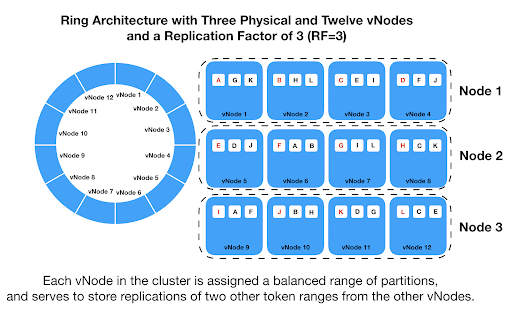 Ring Architecture with Three Physical and Twelve vNodes
and a Replication Factor of 3 (RF=3)
vNode 12 vNode 1
vNode 11 vNode 2
vNode 10 vNode 3
vNode 9 vNode 4
vNode 8 vNode 5
vNode 7 vNode 6
A G K B H L C E I D F J
vNode 1 vNode 2 vNode 3 vNode 4
Node 1
E D J F A B G I L H C K
vNode 5 vNode 6 vNode 7 vNode 8
Node 2
I A F J B H K D G L C E
vNode 9 vNode 10 vNode 11 vNode 12
Node 3
Each vNode in the cluster is assigned a balanced range of partitions,
and serves to store replications of two other token ranges from the other vNodes.